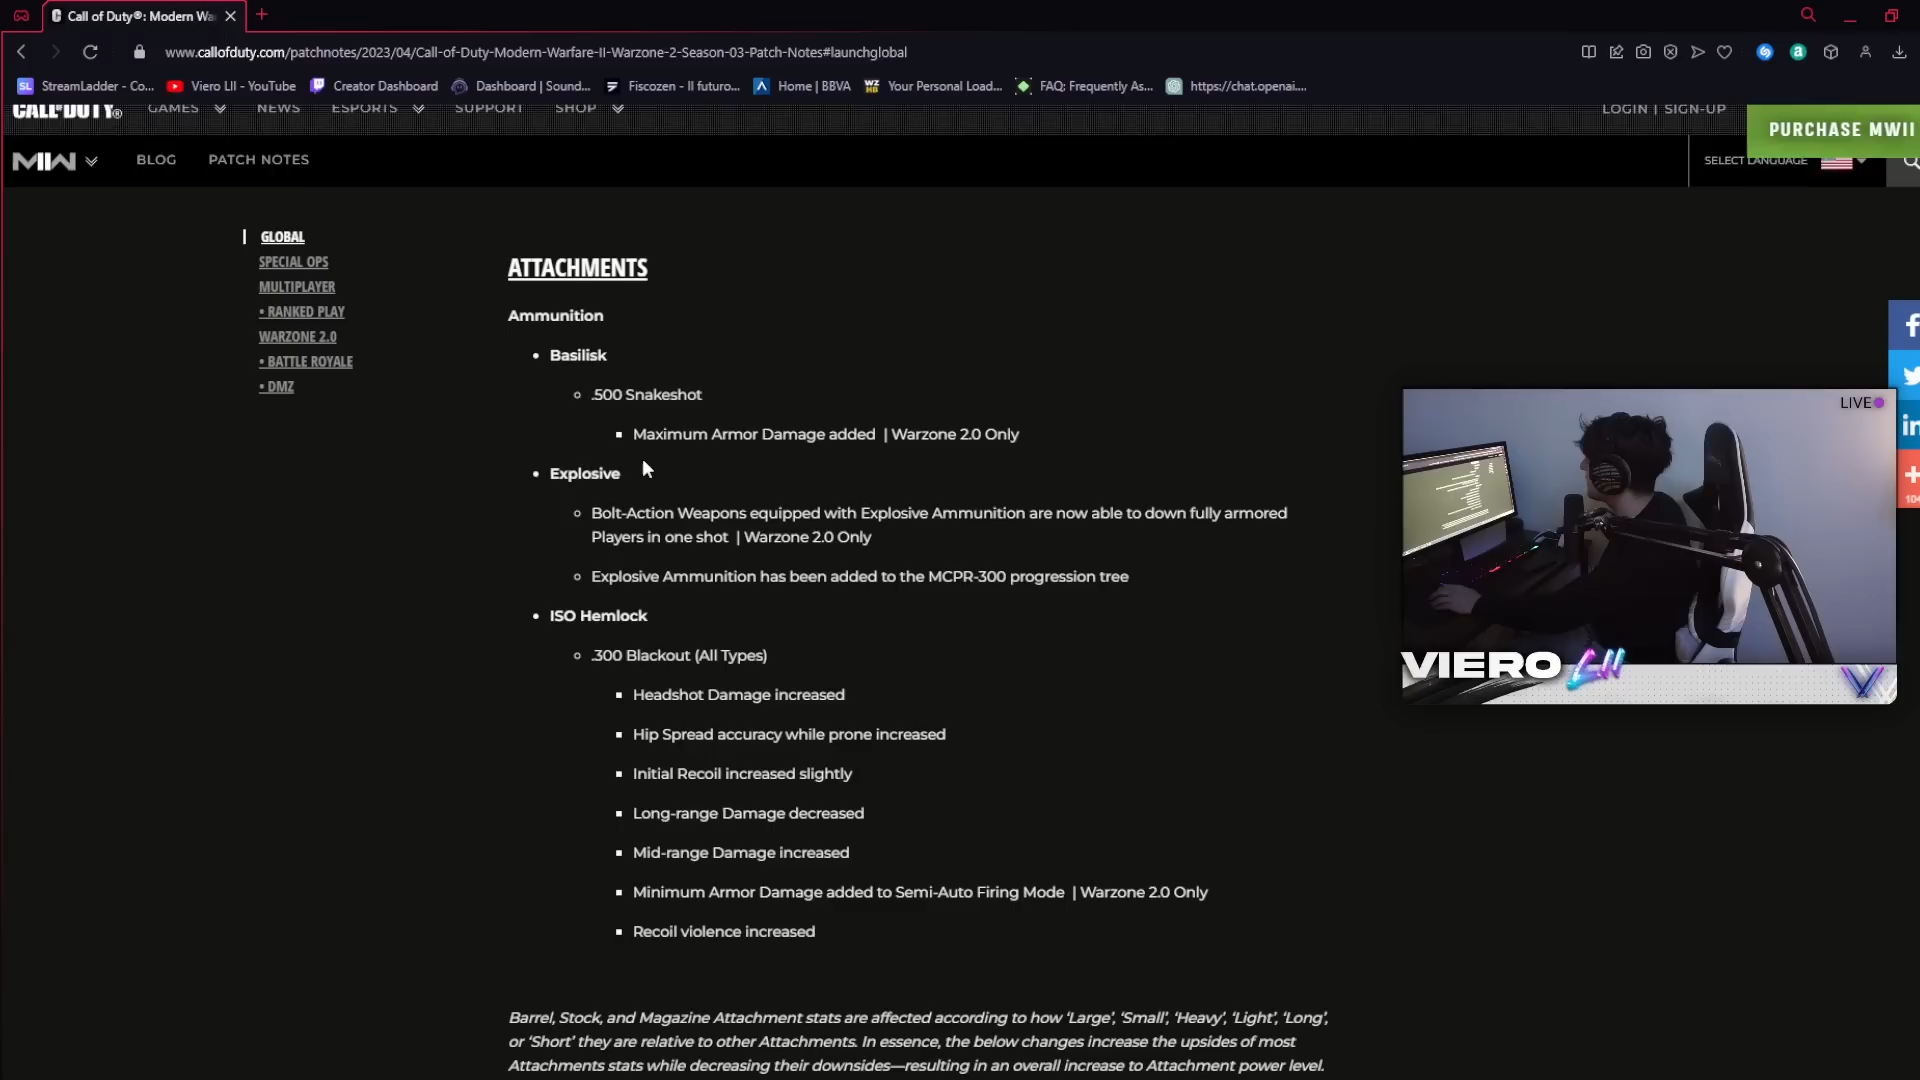 Call of Duty®: Modern Wa
www.callofduty.com/patchnotes/2023/04/Call-of-Duty-Modern-Warfare-II-Warzone-2-Season-03-Patch-Notes#launchglobal
SL StreamLadder - Co... Viero LII - YouTube Creator Dashboard Dashboard | Sound... Fiscozen - Il futuro... Home | BBVA WZ HB Your Personal Load... FAQ: Frequently As... https://chat.openai....
CALL OF DUTY® GAMES NEWS ESPORTS SUPPORT SHOP LOGIN | SIGN-UP
PURCHASE MWII
MWII BLOG PATCH NOTES SELECT LANGUAGE
GLOBAL
SPECIAL OPS
MULTIPLAYER
• RANKED PLAY
WARZONE 2.0
• BATTLE ROYALE
• DMZ
ATTACHMENTS
Ammunition
Basilisk
.500 Snakeshot
Maximum Armor Damage added | Warzone 2.0 Only
Explosive
Bolt-Action Weapons equipped with Explosive Ammunition are now able to down fully armored
Players in one shot | Warzone 2.0 Only
Explosive Ammunition has been added to the MCPR-300 progression tree
ISO Hemlock
.300 Blackout (All Types)
Headshot Damage increased
Hip Spread accuracy while prone increased
Initial Recoil increased slightly
Long-range Damage decreased
Mid-range Damage increased
Minimum Armor Damage added to Semi-Auto Firing Mode | Warzone 2.0 Only
Recoil violence increased
Barrel, Stock, and Magazine Attachment stats are affected according to how ‘Large’, ‘Small’, ‘Heavy’, ‘Light’, ‘Long’,
or ‘Short’ they are relative to other Attachments. In essence, the below changes increase the upsides of most
Attachments stats while decreasing their downsides—resulting in an overall increase to Attachment power level.
LIVE
VIERO LII